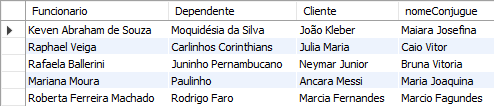 Funcionario Dependente Cliente nomeConjugue
Keven Abraham de Souza Moquidésia da Silva João Kleber Maiara Josefina
Raphael Veiga Carlinhos Corinthians Julia Maria Caio Vitor
Rafaela Ballerini Juninho Pernambucano Neymar Junior Bruna Vitoria
Mariana Moura Paulinho Ancara Messi Maria Joaquina
Roberta Ferreira Machado Rodrigo Faro Marcia Fernandes Marcio Fagundes